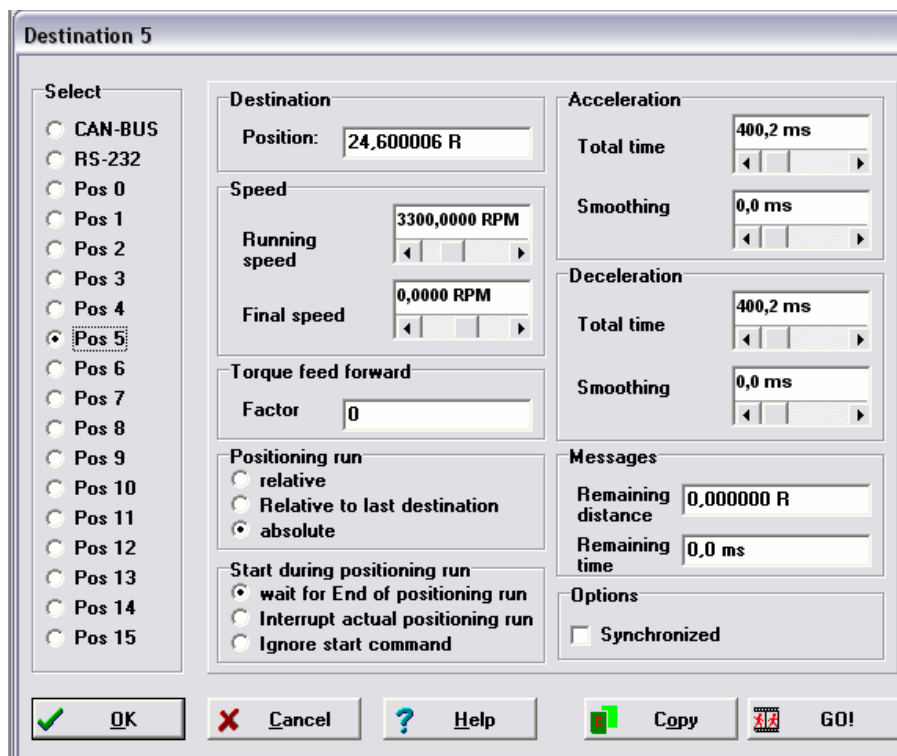 Destination 5
Select
CAN-BUS
RS-232
Pos 0
Pos 1
Pos 2
Pos 3
Pos 4
Pos 5
Pos 6
Pos 7
Pos 8
Pos 9
Pos 10
Pos 11
Pos 12
Pos 13
Pos 14
Pos 15
Destination
Position: 24,600006 R
Speed
Running speed 3300,0000 RPM
Final speed 0,0000 RPM
Torque feed forward
Factor 0
Positioning run
relative
Relative to last destination
absolute
Start during positioning run
wait for End of positioning run
Interrupt actual positioning run
Ignore start command
Acceleration
Total time 400,2 ms
Smoothing 0,0 ms
Deceleration
Total time 400,2 ms
Smoothing 0,0 ms
Messages
Remaining distance 0,000000 R
Remaining time 0,0 ms
Options
Synchronized
OK
Cancel
? Help
Copy
GO!